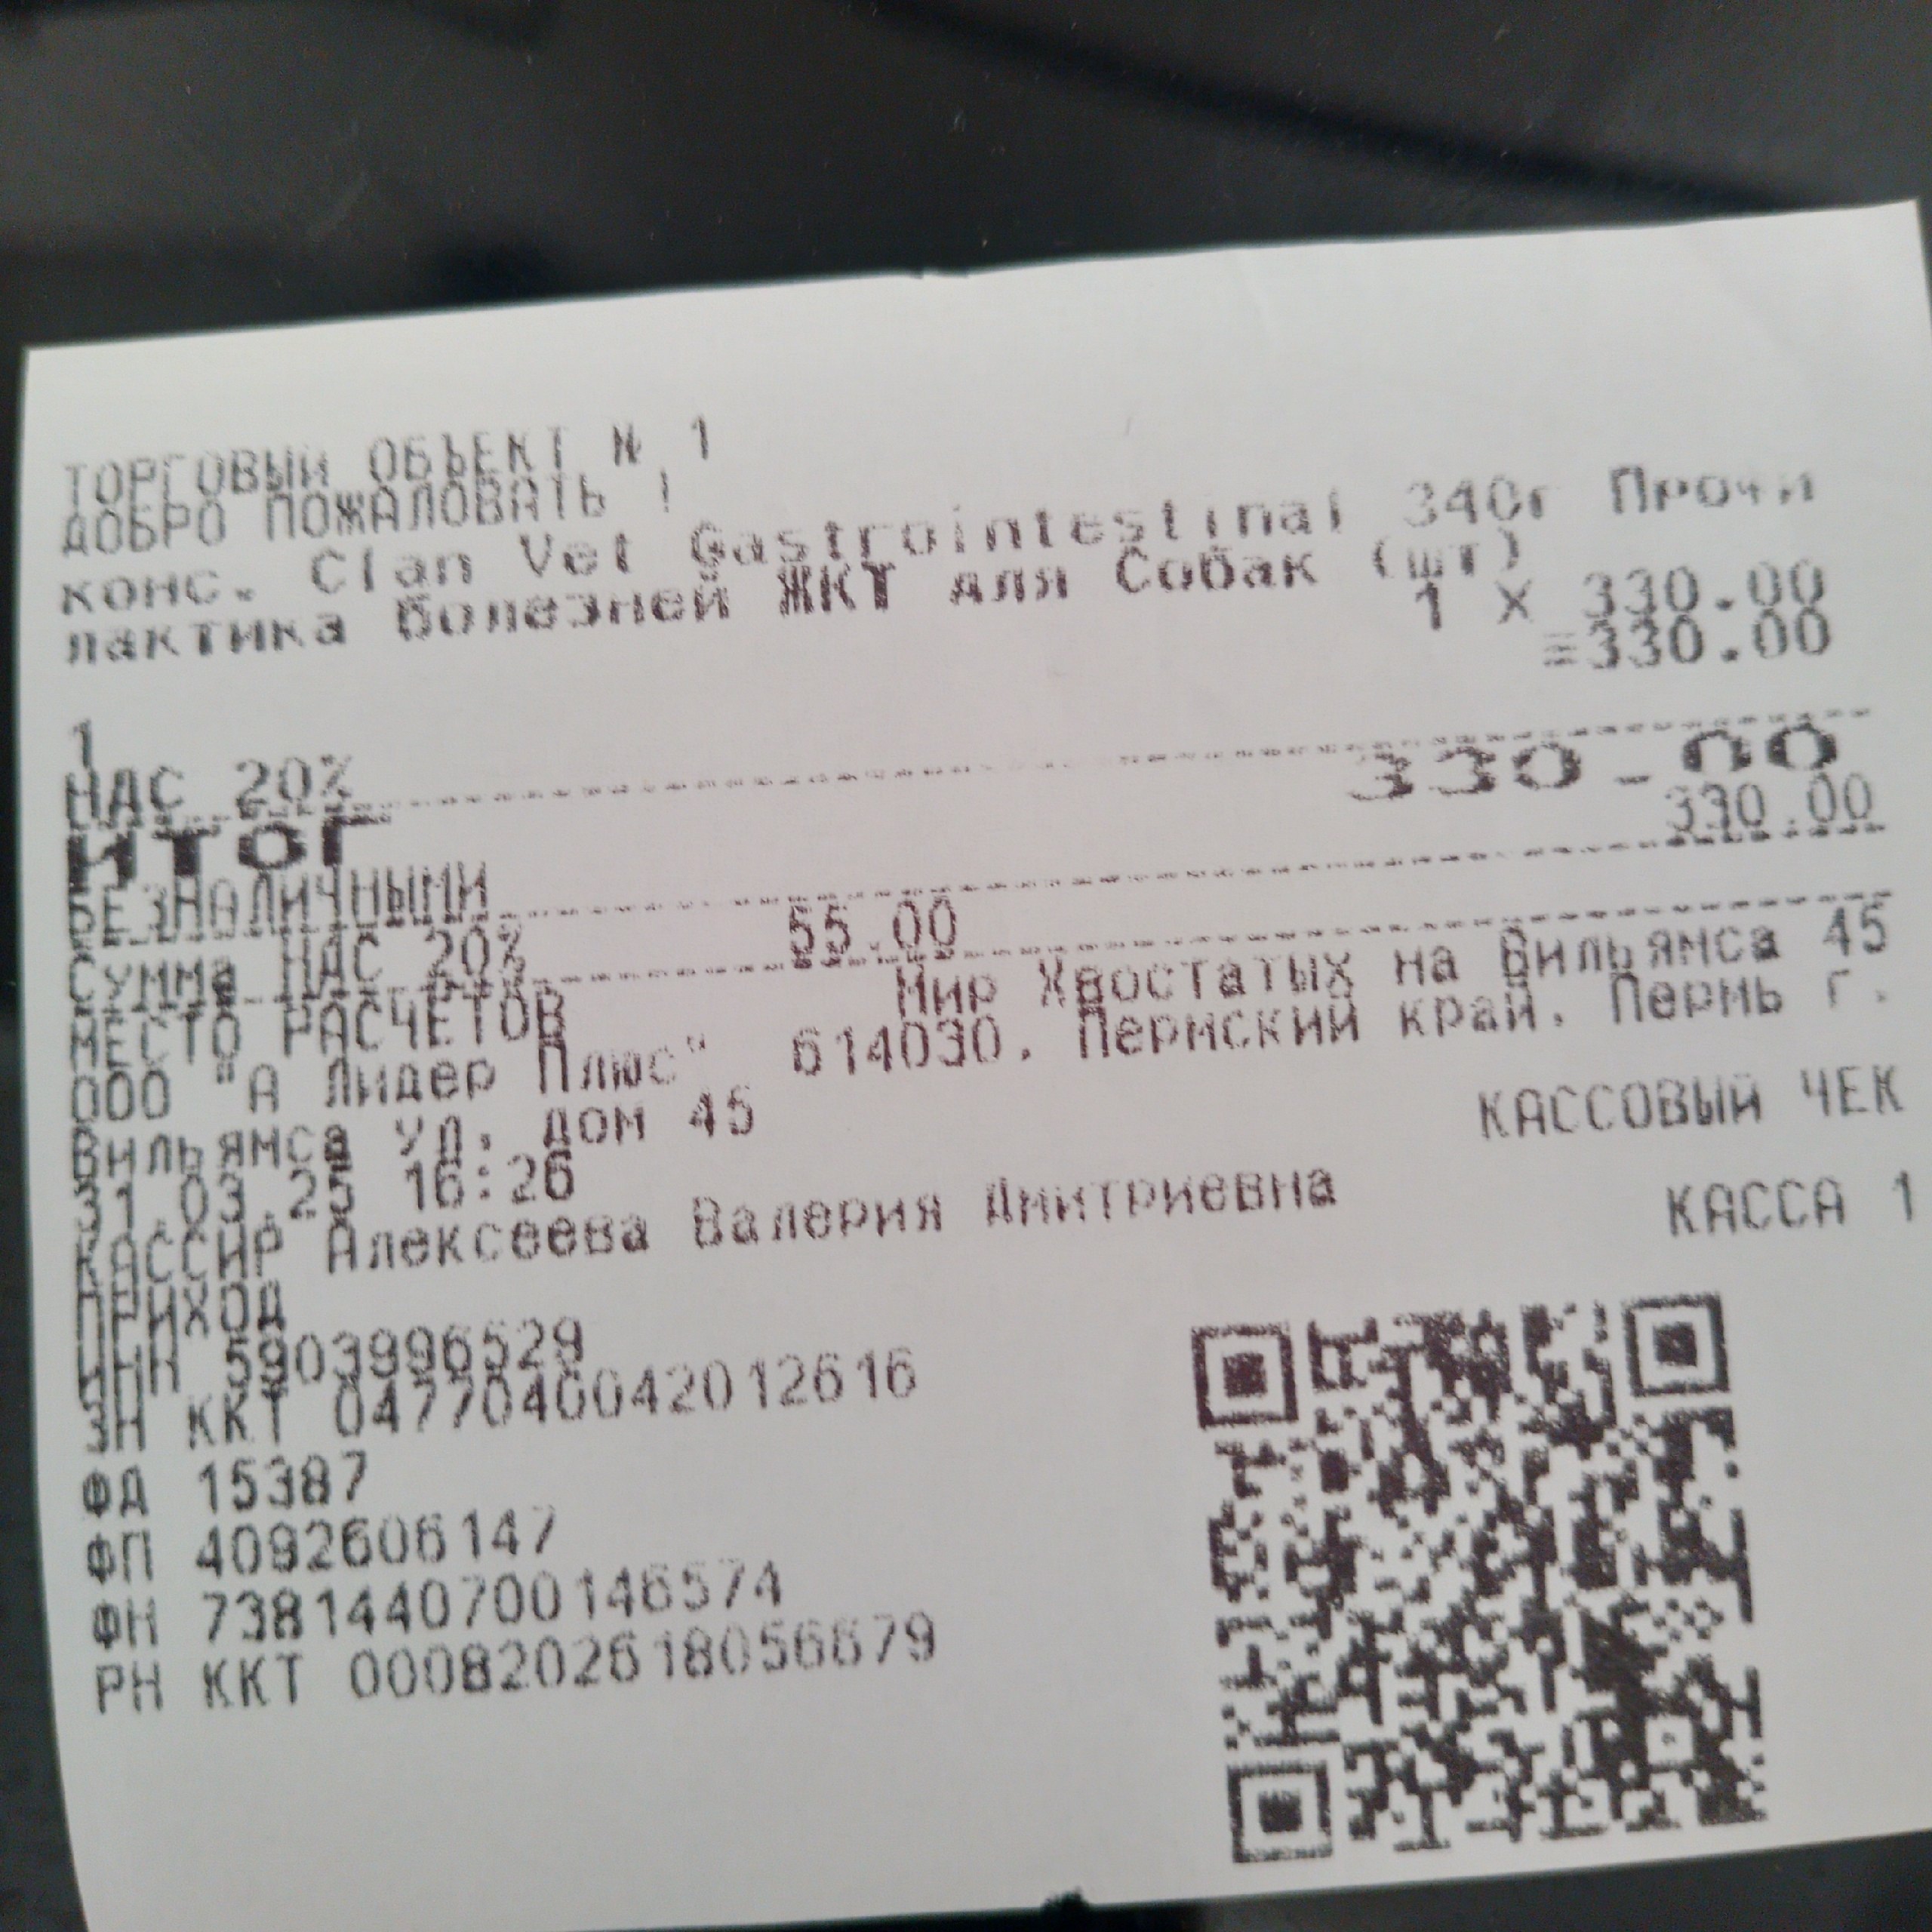 ТОРГОВЫЙ ОБЪЕКТ № 1
ДОБРО ПОЖАЛОВАТЬ !
конс. Clan Vet Gastrointestinal 340г Профи
лактика Болезней ЖКТ для Собак (шт)
1 X 330.00
≡330.00
1
НДС 20%
ИТОГ 330.00
БЕЗНАЛИЧНЫМИ 330.00
Сумма НДС 20% 55.00
МЕСТО РАСЧЕТОВ Мир Хвостатых на Вильямса 45
ООО "А Лидер Плюс" 614030, Пермский край, Пермь г.
Вильямса ул, дом 45
31.03.25 16:26 КАССОВЫЙ ЧЕК
КАССИР Алексеева Валерия Дмитриевна
ПРИХОД КАССА 1
ИНН 5903996529
ЗН ККТ 0477040042012616
ФД 15387
ФП 4092606147
ФН 7381440700146574
РН ККТ 0008202618056679